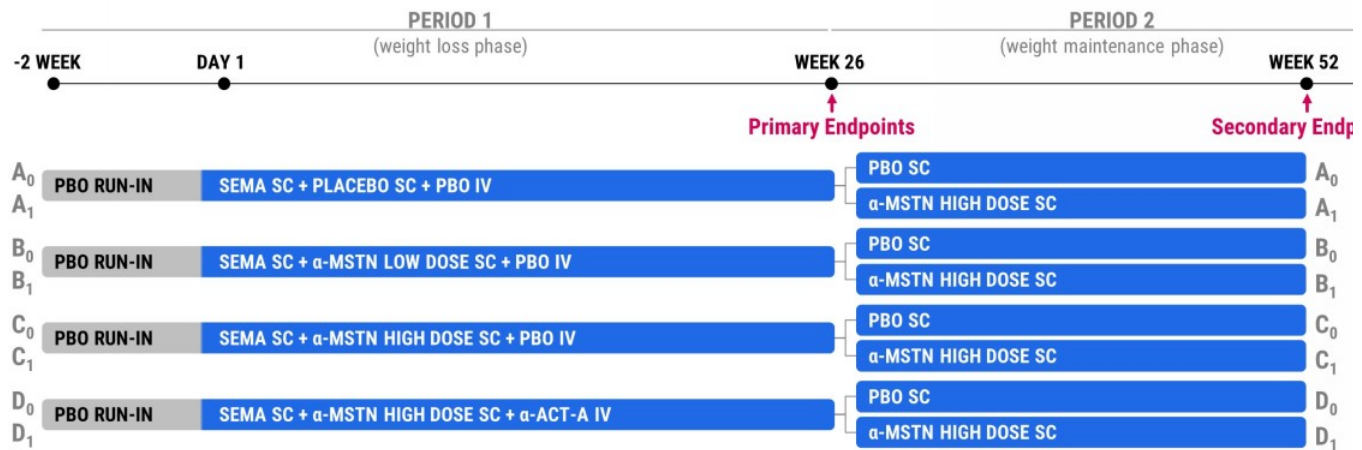 PERIOD 1 PERIOD 2
(weight loss phase) (weight maintenance phase)
-2 WEEK DAY 1 WEEK 26 WEEK 52
Primary Endpoints Secondary Endp
A₀ PBO RUN-IN SEMA SC + PLACEBO SC + PBO IV PBO SC A₀
A₁ α-MSTN HIGH DOSE SC A₁
B₀ PBO RUN-IN SEMA SC + α-MSTN LOW DOSE SC + PBO IV PBO SC B₀
B₁ α-MSTN HIGH DOSE SC B₁
C₀ PBO RUN-IN SEMA SC + α-MSTN HIGH DOSE SC + PBO IV PBO SC C₀
C₁ α-MSTN HIGH DOSE SC C₁
D₀ PBO RUN-IN SEMA SC + α-MSTN HIGH DOSE SC + α-ACT-A IV PBO SC D₀
D₁ α-MSTN HIGH DOSE SC D₁